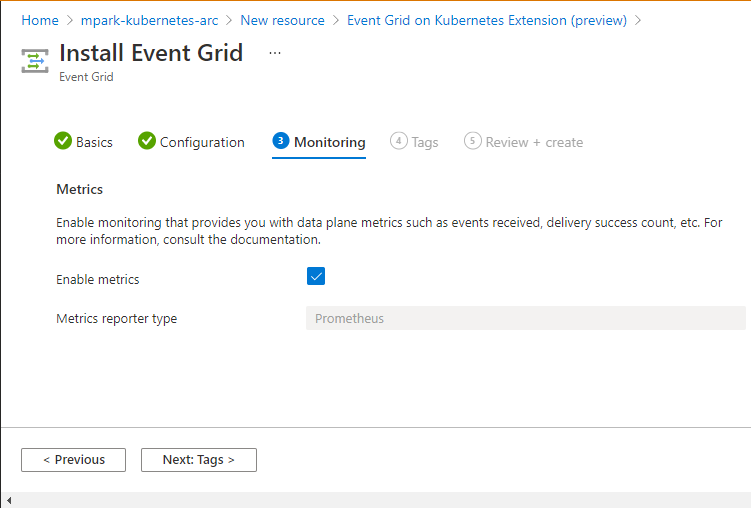 Home > mpark-kubernetes-arc > New resource > Event Grid on Kubernetes Extension (preview) >
Install Event Grid ...
Event Grid
Basics Configuration 3 Monitoring 4 Tags 5 Review + create
Metrics
Enable monitoring that provides you with data plane metrics such as events received, delivery success count, etc. For
more information, consult the documentation.
Enable metrics
Metrics reporter type Prometheus
< Previous Next: Tags >